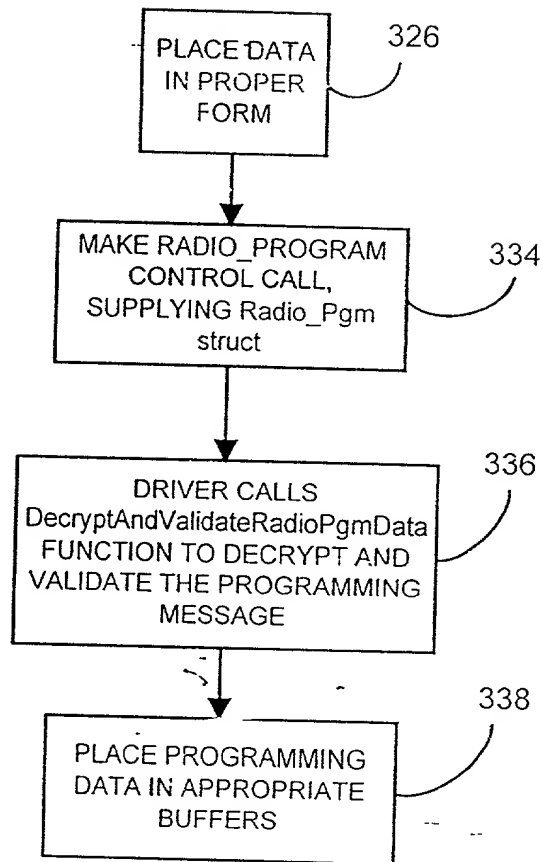 PLACE DATA
IN PROPER
FORM
326
MAKE RADIO_PROGRAM
CONTROL CALL,
SUPPLYING Radio_Pgm
struct
334
DRIVER CALLS
DecryptAndValidateRadioPgmData
FUNCTION TO DECRYPT AND
VALIDATE THE PROGRAMMING
MESSAGE
336
PLACE PROGRAMMING
DATA IN APPROPRIATE
BUFFERS
338